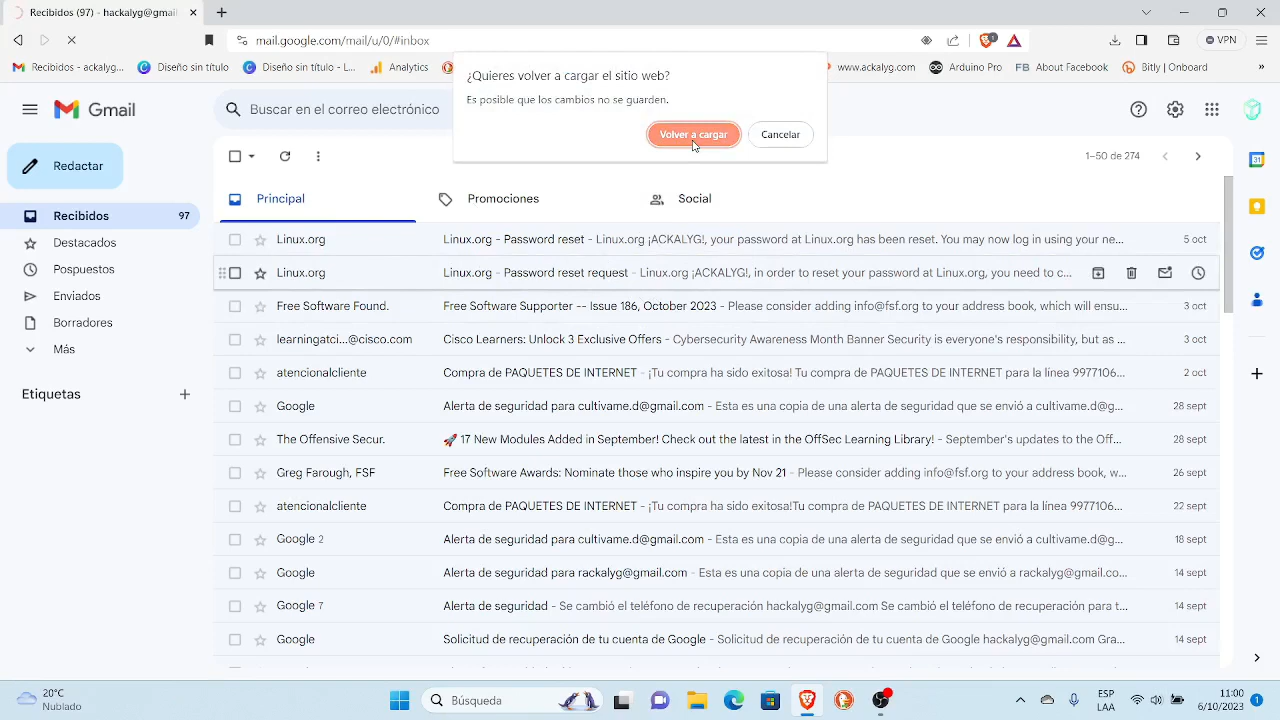 Recibidos (97) - hackalyg@gmail
mail.google.com/mail/u/0/#inbox
VPN
Recibidos - ackalyg...
Diseño sin título
Diseño sin título - L...
Analytics
www.ackalyg.com
Arduino Pro
FB About Facebook
Bitly | Onboard
»
¿Quieres volver a cargar el sitio web?
Es posible que los cambios no se guarden.
Volver a cargar
Cancelar
Gmail
Buscar en el correo electrónico
Redactar
1–50 de 274
Principal
Promociones
Social
Recibidos 97
Destacados
Pospuestos
Enviados
Borradores
Más
Etiquetas
Linux.org Linux.org - Password reset - Linux.org ¡ACKALYG!, your password at Linux.org has been reset. You may now log in using your ne... 5 oct
Linux.org Linux.org - Password reset request - Linux.org ¡ACKALYG!, in order to reset your password at Linux.org, you need to c...
Free Software Found. Free Software Supporter -- Issue 186, October 2023 - Please consider adding info@fsf.org to your address book, which will ensu... 3 oct
learningatci...@cisco.com Cisco Learners: Unlock 3 Exclusive Offers - Cybersecurity Awareness Month Banner Security is everyone's responsibility, but as ... 3 oct
atencionalcliente Compra de PAQUETES DE INTERNET - ¡Tu compra ha sido exitosa! Tu compra de PAQUETES DE INTERNET para la línea 9977106... 2 oct
Google Alerta de seguridad para cultivame.d@gmail.com - Esta es una copia de una alerta de seguridad que se envió a cultivame.d@g... 28 sept
The Offensive Secur. 🚀 17 New Modules Added in September! Check out the latest in the OffSec Learning Library! - September's updates to the Off... 28 sept
Greg Farough, FSF Free Software Awards: Nominate those who inspire you by Nov 21 - Please consider adding info@fsf.org to your address book, w... 26 sept
atencionalcliente Compra de PAQUETES DE INTERNET - ¡Tu compra ha sido exitosa!Tu compra de PAQUETES DE INTERNET para la línea 9977106... 22 sept
Google 2 Alerta de seguridad para cultivame.d@gmail.com - Esta es una copia de una alerta de seguridad que se envió a cultivame.d@g... 18 sept
Google Alerta de seguridad para rackalyg@gmail.com - Esta es una copia de una alerta de seguridad que se envió a rackalyg@gmail.co... 14 sept
Google 7 Alerta de seguridad - Se cambió el teléfono de recuperación hackalyg@gmail.com Se cambió el teléfono de recuperación para t... 14 sept
Google Solicitud de recuperación de tu cuenta de Google - Solicitud de recuperación de tu cuenta de Google hackalyg@gmail.com Gra... 14 sept
31
20°C
Nublado
Búsqueda
ESP
LAA
11:00
6/10/2023
1